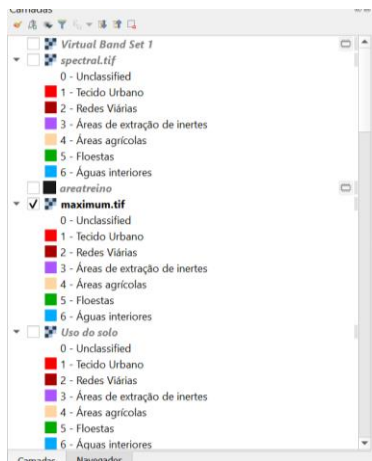 Camadas
Virtual Band Set 1
spectral.tif
0 - Unclassified
1 - Tecido Urbano
2 - Redes Viárias
3 - Áreas de extração de inertes
4 - Áreas agrícolas
5 - Floestas
6 - Águas interiores
areatreino
maximum.tif
0 - Unclassified
1 - Tecido Urbano
2 - Redes Viárias
3 - Áreas de extração de inertes
4 - Áreas agrícolas
5 - Floestas
6 - Águas interiores
Uso do solo
0 - Unclassified
1 - Tecido Urbano
2 - Redes Viárias
3 - Áreas de extração de inertes
4 - Áreas agrícolas
5 - Floestas
6 - Águas interiores
Camadas Navegador